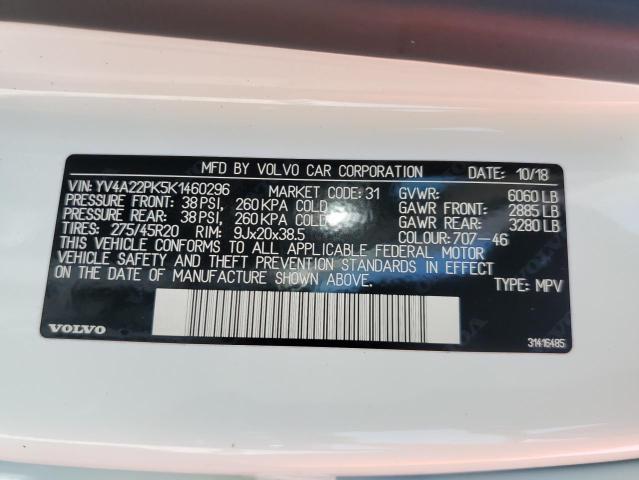 MFD BY VOLVO CAR CORPORATION DATE: 10/18
VIN: YV4A22PK5K1460296 MARKET CODE: 31 GVWR: 6060 LB
PRESSURE FRONT: 38 PSI, 260 KPA COLD GAWR FRONT: 2885 LB
PRESSURE REAR: 38 PSI, 260 KPA COLD GAWR REAR: 3280 LB
TIRES: 275/45R20 RIM: 9Jx20x38.5 COLOUR: 707-46
THIS VEHICLE CONFORMS TO ALL APPLICABLE FEDERAL MOTOR
VEHICLE SAFETY AND THEFT PREVENTION STANDARDS IN EFFECT
ON THE DATE OF MANUFACTURE SHOWN ABOVE. TYPE: MPV
VOLVO 31416485